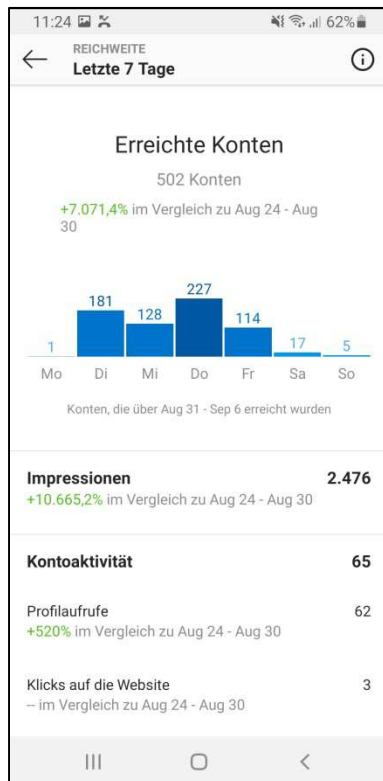 11:24 62%
REICHWEITE
Letzte 7 Tage
Erreichte Konten
502 Konten
+7.071,4% im Vergleich zu Aug 24 - Aug
30
1 181 128 227 114 17 5
Mo Di Mi Do Fr Sa So
Konten, die über Aug 31 - Sep 6 erreicht wurden
Impressionen 2.476
+10.665,2% im Vergleich zu Aug 24 - Aug 30
Kontoaktivität 65
Profilaufrufe 62
+520% im Vergleich zu Aug 24 - Aug 30
Klicks auf die Website 3
-- im Vergleich zu Aug 24 - Aug 30